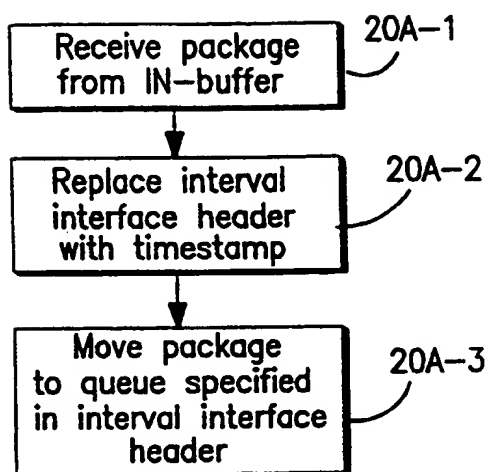 Receive package
from IN-buffer
20A-1
Replace interval
interface header
with timestamp
20A-2
Move package
to queue specified
in interval interface
header
20A-3